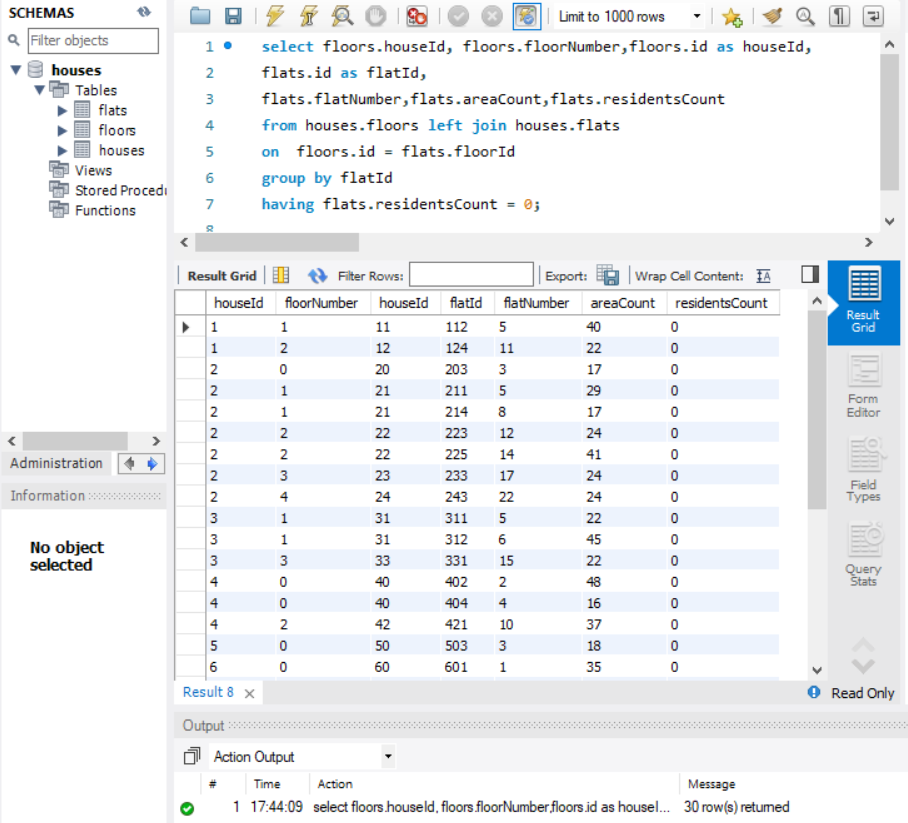 SCHEMAS
Filter objects
houses
Tables
flats
floors
houses
Views
Stored Procedu
Functions
Administration
Information
No object
selected
Limit to 1000 rows
1 select floors.houseId, floors.floorNumber,floors.id as houseId,
2 flats.id as flatId,
3 flats.flatNumber,flats.areaCount,flats.residentsCount
4 from houses.floors left join houses.flats
5 on floors.id = flats.floorId
6 group by flatId
7 having flats.residentsCount = 0;
8
Result Grid Filter Rows: Export: Wrap Cell Content: IA
houseId floorNumber houseId flatId flatNumber areaCount residentsCount
1 1 11 112 5 40 0
1 2 12 124 11 22 0
2 0 20 203 3 17 0
2 1 21 211 5 29 0
2 1 21 214 8 17 0
2 2 22 223 12 24 0
2 2 22 225 14 41 0
2 3 23 233 17 24 0
2 4 24 243 22 24 0
3 1 31 311 5 22 0
3 1 31 312 6 45 0
3 3 33 331 15 22 0
4 0 40 402 2 48 0
4 0 40 404 4 16 0
4 2 42 421 10 37 0
5 0 50 503 3 18 0
6 0 60 601 1 35 0
Result
Grid
Form
Editor
Field
Types
Query
Stats
Result 8
Read Only
Output
Action Output
# Time Action Message
1 17:44:09 select floors.houseId, floors.floorNumber,floors.id as houseI... 30 row(s) returned